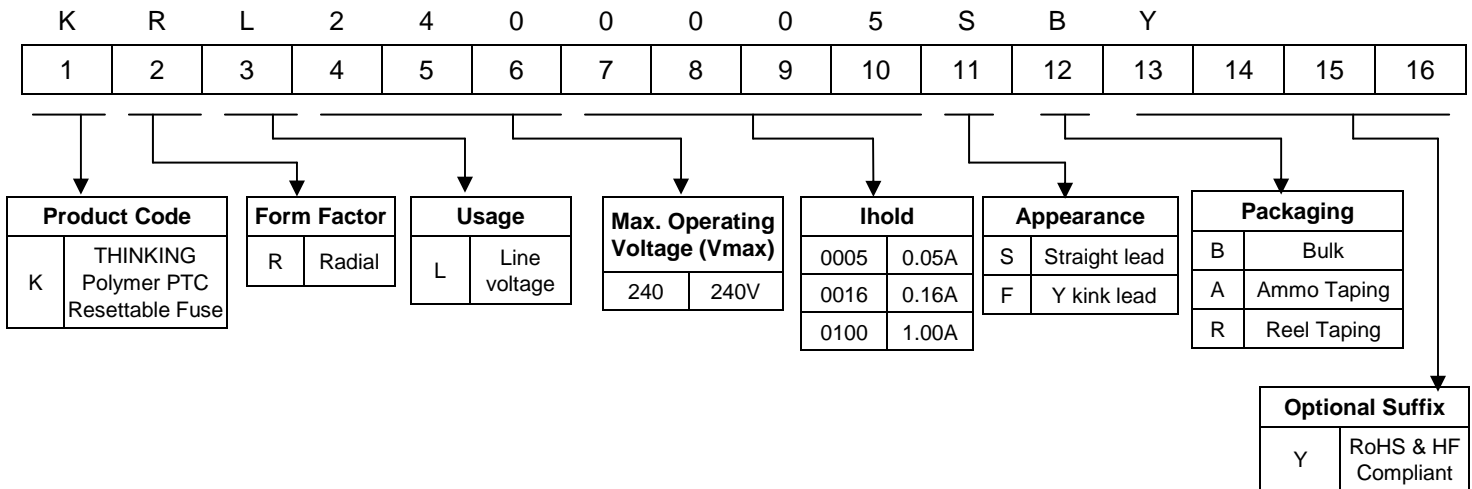 K R L 2 4 0 0 0 0 5 S B Y
1 2 3 4 5 6 7 8 9 10 11 12 13 14 15 16
Product Code
K THINKING
Polymer PTC
Resettable Fuse
Form Factor
R Radial
Usage
L Line
voltage
Max. Operating
Voltage (Vmax)
240 240V
Ihold
0005 0.05A
0016 0.16A
0100 1.00A
Appearance
S Straight lead
F Y kink lead
Packaging
B Bulk
A Ammo Taping
R Reel Taping
Optional Suffix
Y RoHS & HF
Compliant